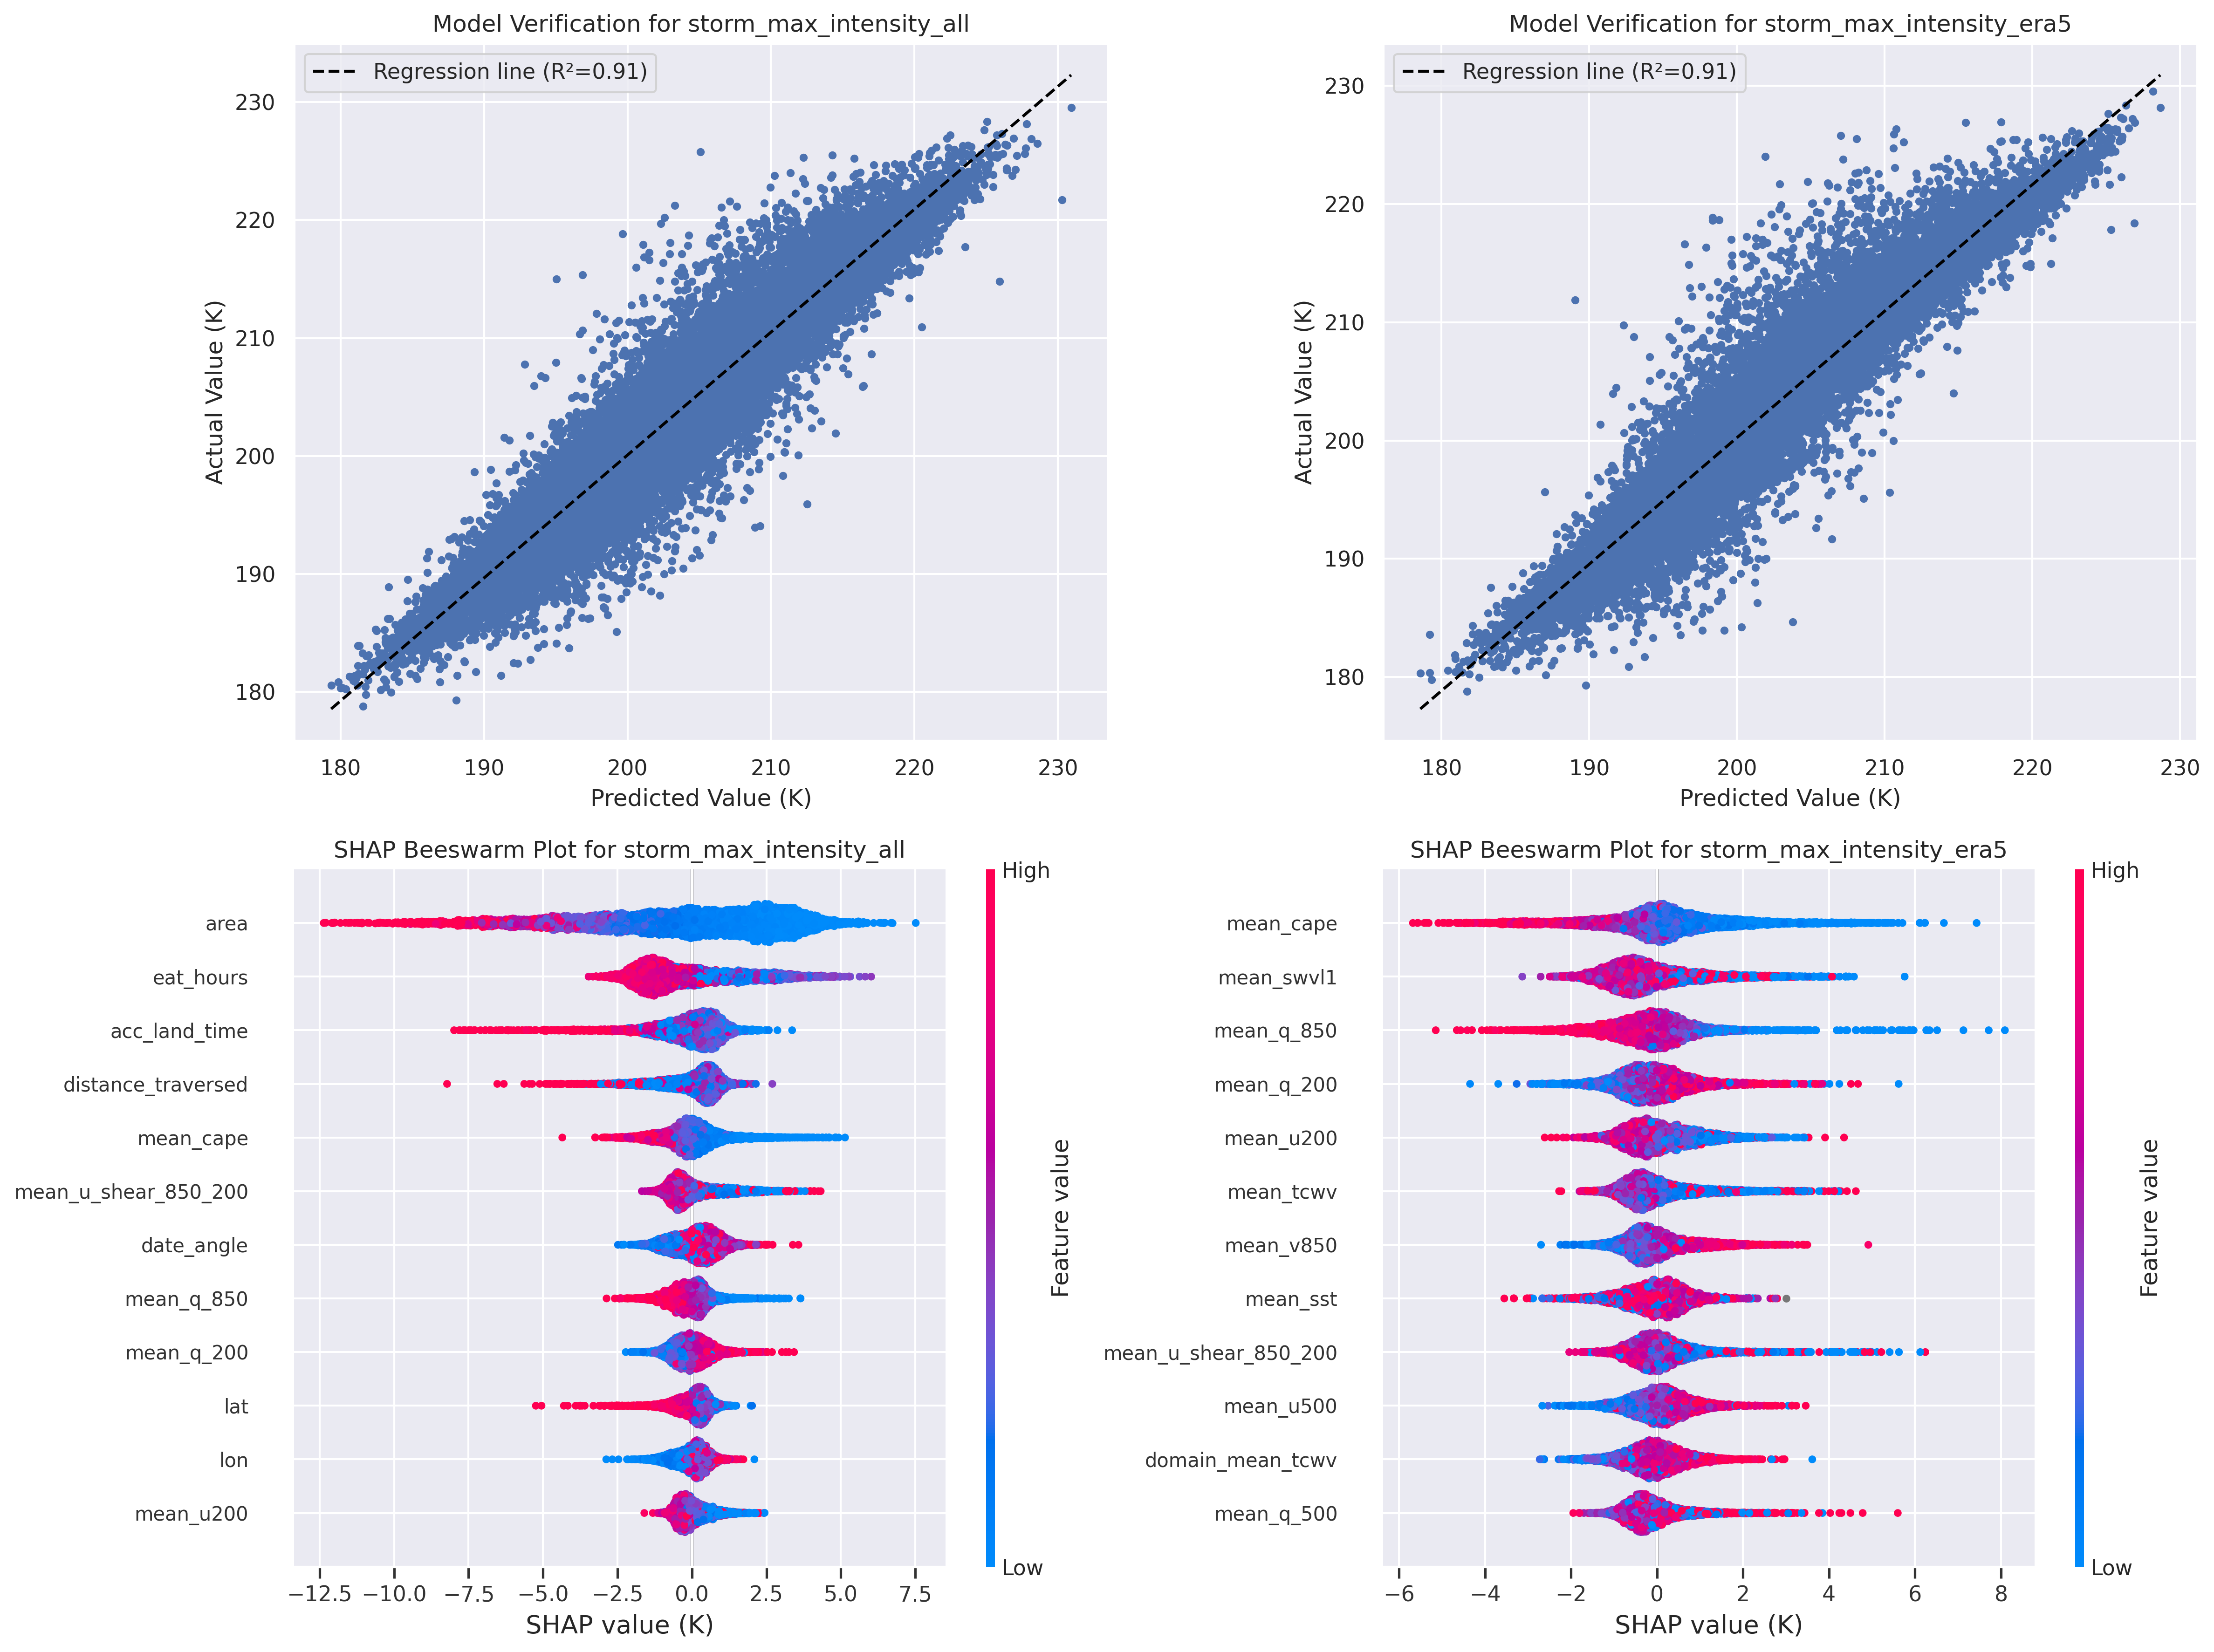 Model Verification for storm_max_intensity_all
Regression line (R²=0.91)
Actual Value (K)
230
220
210
200
190
180
180 190 200 210 220 230
Predicted Value (K)
Model Verification for storm_max_intensity_era5
Regression line (R²=0.91)
Actual Value (K)
230
220
210
200
190
180
180 190 200 210 220 230
Predicted Value (K)
SHAP Beeswarm Plot for storm_max_intensity_all
area
eat_hours
acc_land_time
distance_traversed
mean_cape
mean_u_shear_850_200
date_angle
mean_q_850
mean_q_200
lat
lon
mean_u200
−12.5 −10.0 −7.5 −5.0 −2.5 0.0 2.5 5.0 7.5
SHAP value (K)
High
Feature value
Low
SHAP Beeswarm Plot for storm_max_intensity_era5
mean_cape
mean_swvl1
mean_q_850
mean_q_200
mean_u200
mean_tcwv
mean_v850
mean_sst
mean_u_shear_850_200
mean_u500
domain_mean_tcwv
mean_q_500
−6 −4 −2 0 2 4 6 8
SHAP value (K)
High
Feature value
Low